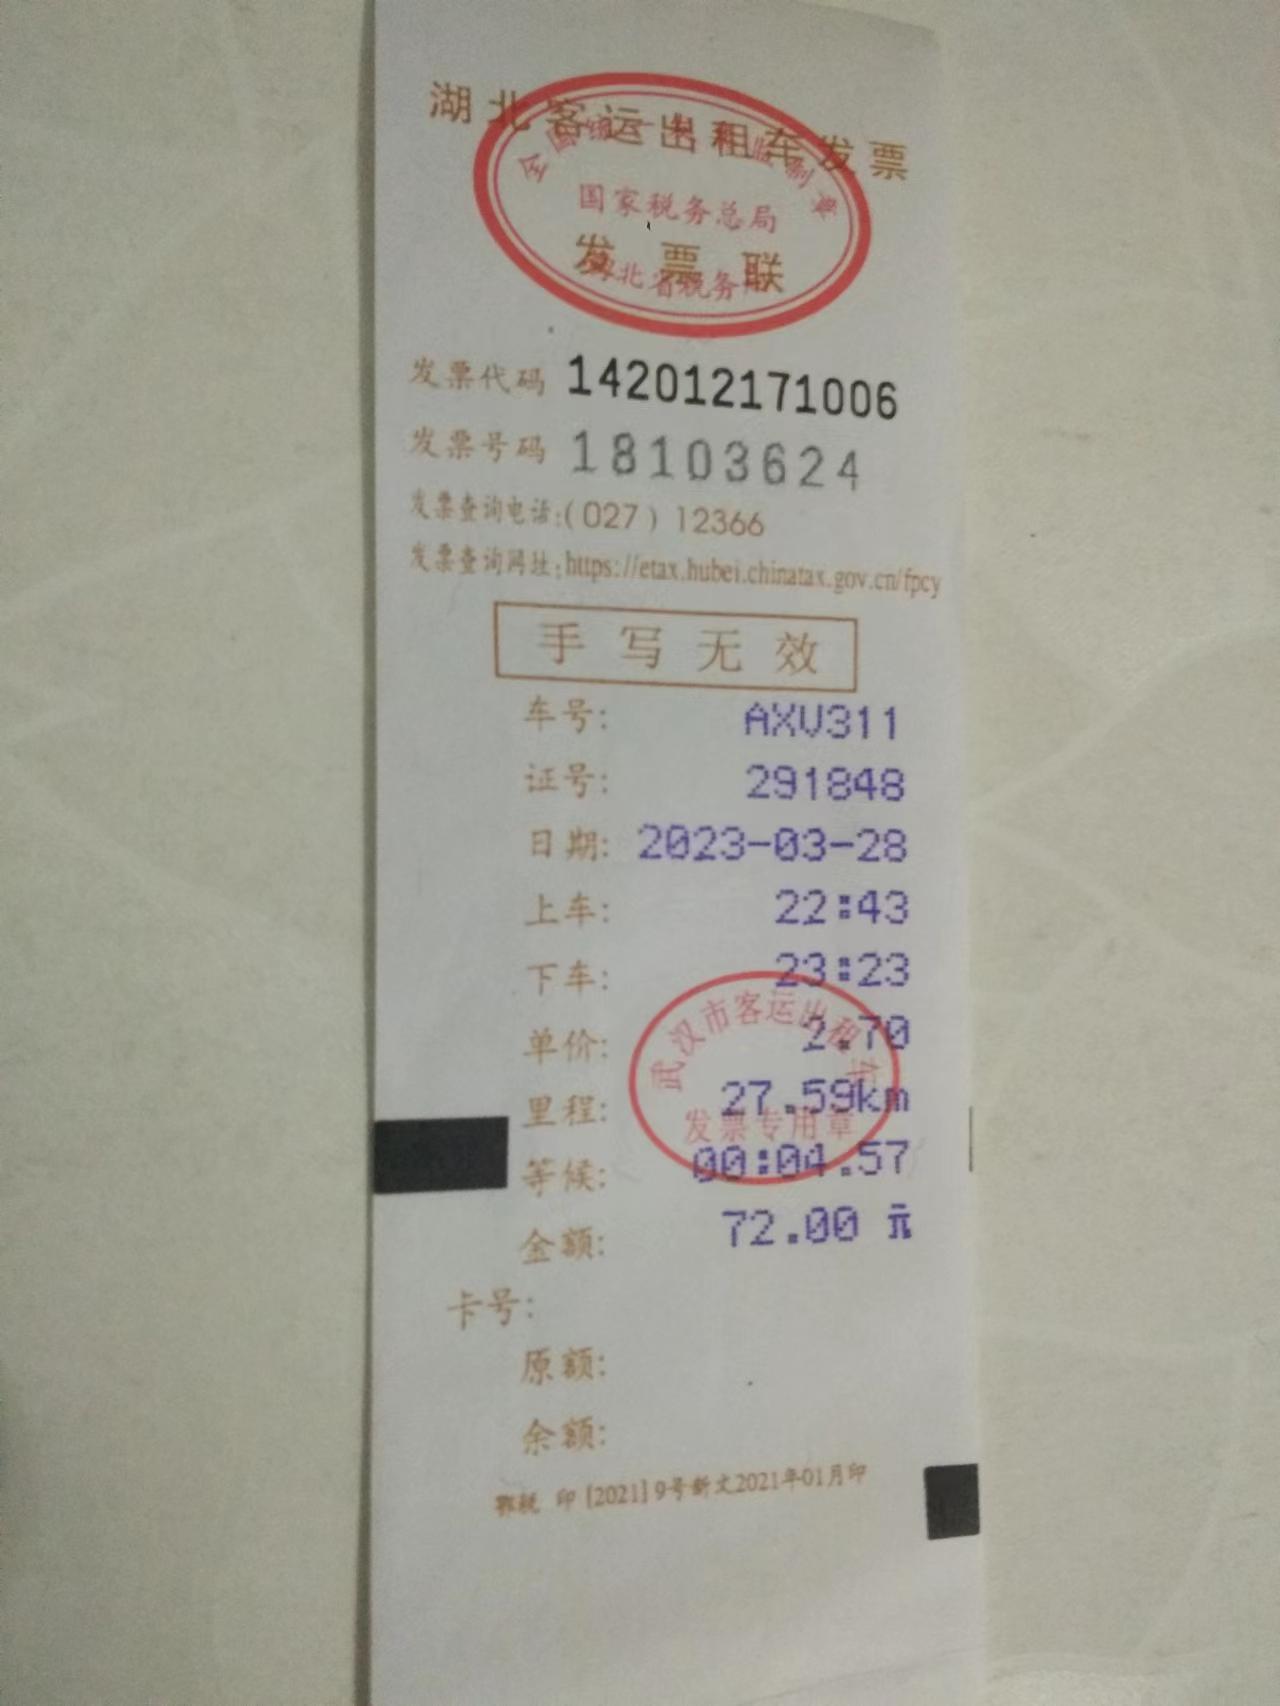 湖北客运出租车发票
全国统一发票监制章
国家税务总局
发票联
湖北省税务局
发票代码 142012171006
发票号码 18103624
发票查询电话:(027) 12366
发票查询网址:https://etax.hubei.chinatax.gov.cn/fpcy
手写无效
车号: AXV311
证号: 291848
日期: 2023-03-28
上车: 22:43
下车: 23:23
武汉市客运出租车
单价: 2.70
里程: 27.59km
发票专用章
等候: 00:04.57
金额: 72.00 元
卡号:
原额:
余额:
鄂税 印 [2021] 9号新文2021年01月印